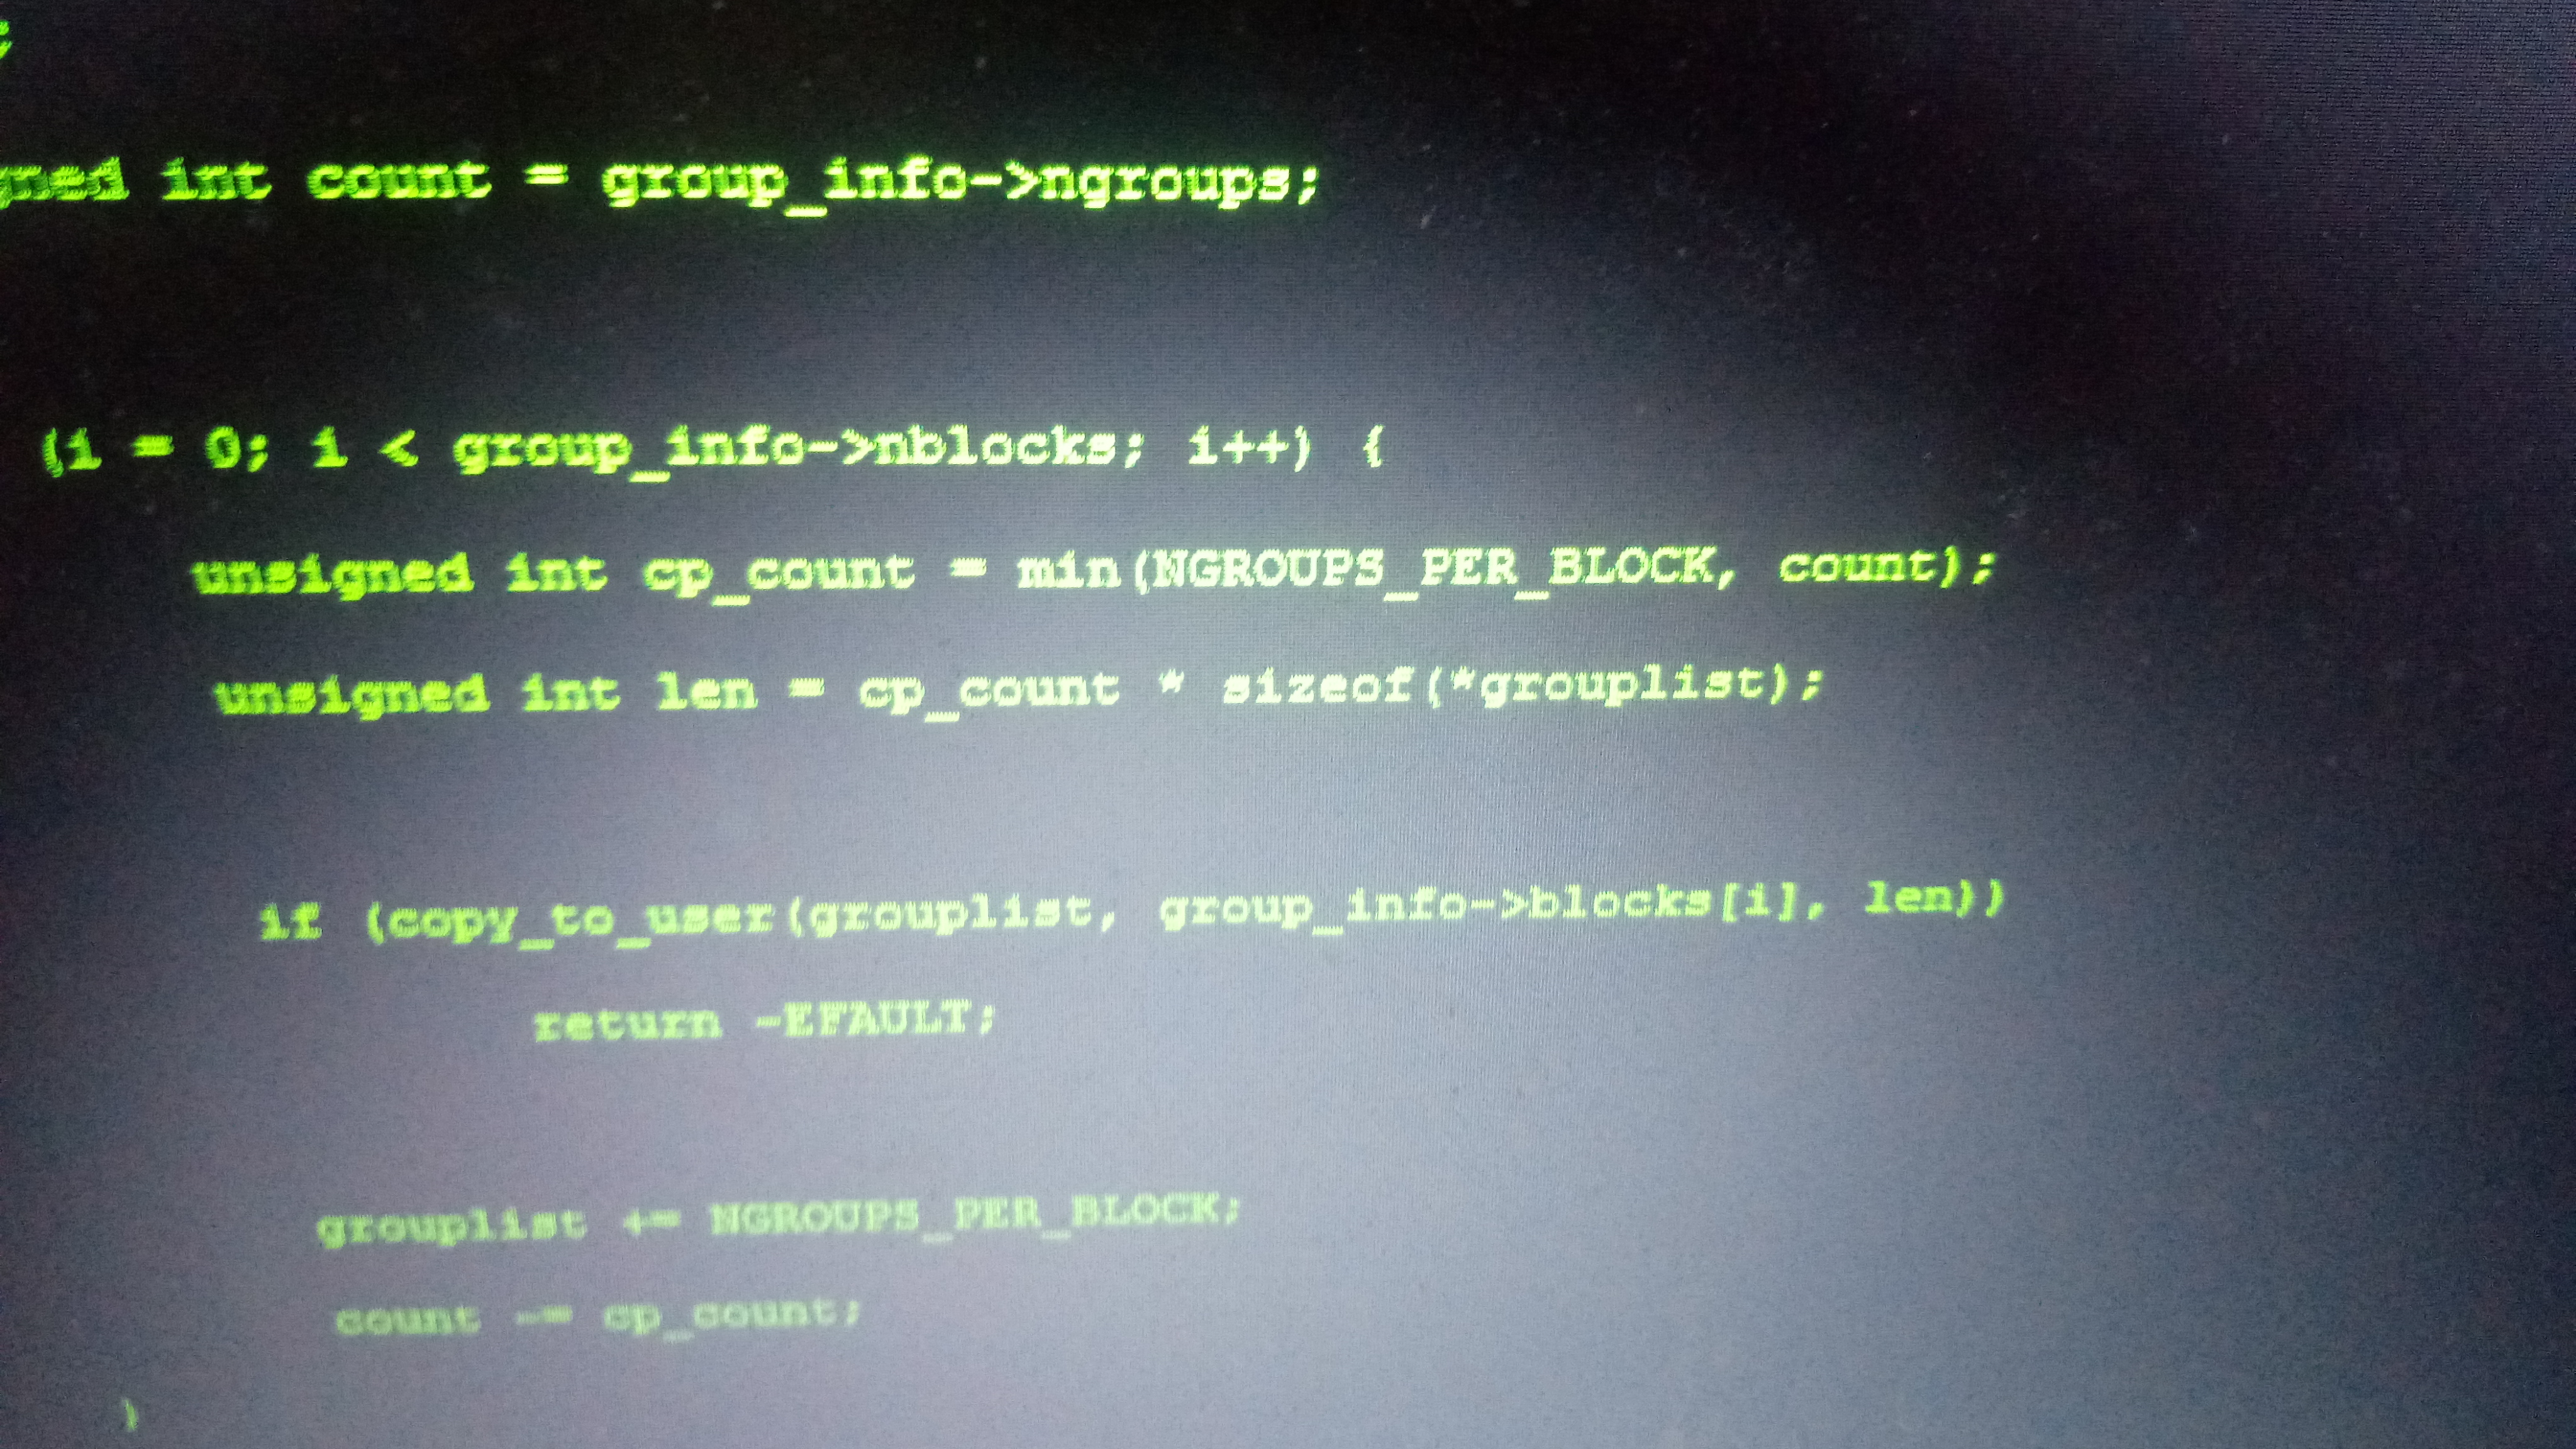 ;
gned int count = group_info->ngroups;
(i = 0; i < group_info->nblocks; i++) {
unsigned int cp_count = min(NGROUPS_PER_BLOCK, count);
unsigned int len = cp_count * sizeof(*grouplist);
if (copy_to_user(grouplist, group_info->blocks[i], len))
return -EFAULT;
grouplist += NGROUPS_PER_BLOCK;
count -= cp_count;
}